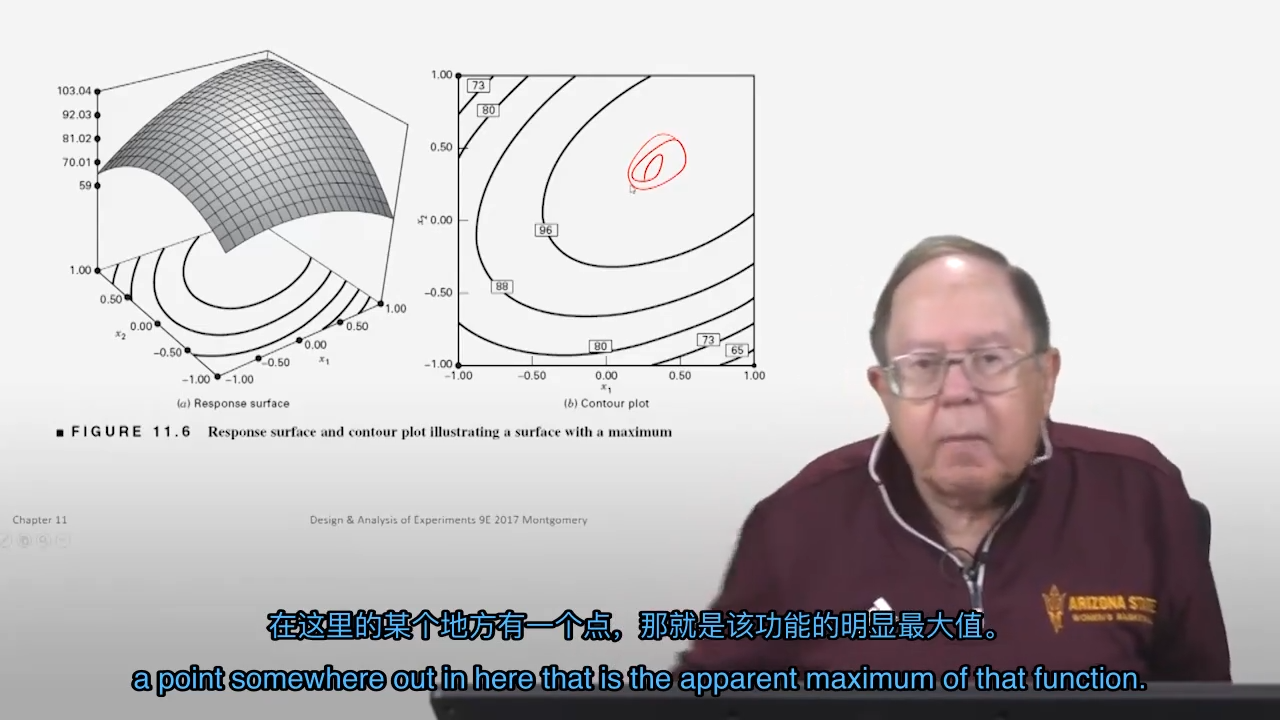 103.04
92.03
81.02
70.01
59
1.00
0.50
0.00
−0.50
−1.00
x2
−1.00
−0.50
0.00
0.50
1.00
x1
(a) Response surface
1.00
0.50
0.00
−0.50
−1.00
x2
73
80
96
88
80
73
65
−1.00
−0.50
0.00
0.50
1.00
x1
(b) Contour plot
■ FIGURE 11.6 Response surface and contour plot illustrating a surface with a maximum
Chapter 11
Design & Analysis of Experiments 9E 2017 Montgomery
ARIZONA STATE
WOMEN'S BASKETBALL
在这里的某个地方有一个点，那就是该功能的明显最大值。
a point somewhere out in here that is the apparent maximum of that function.